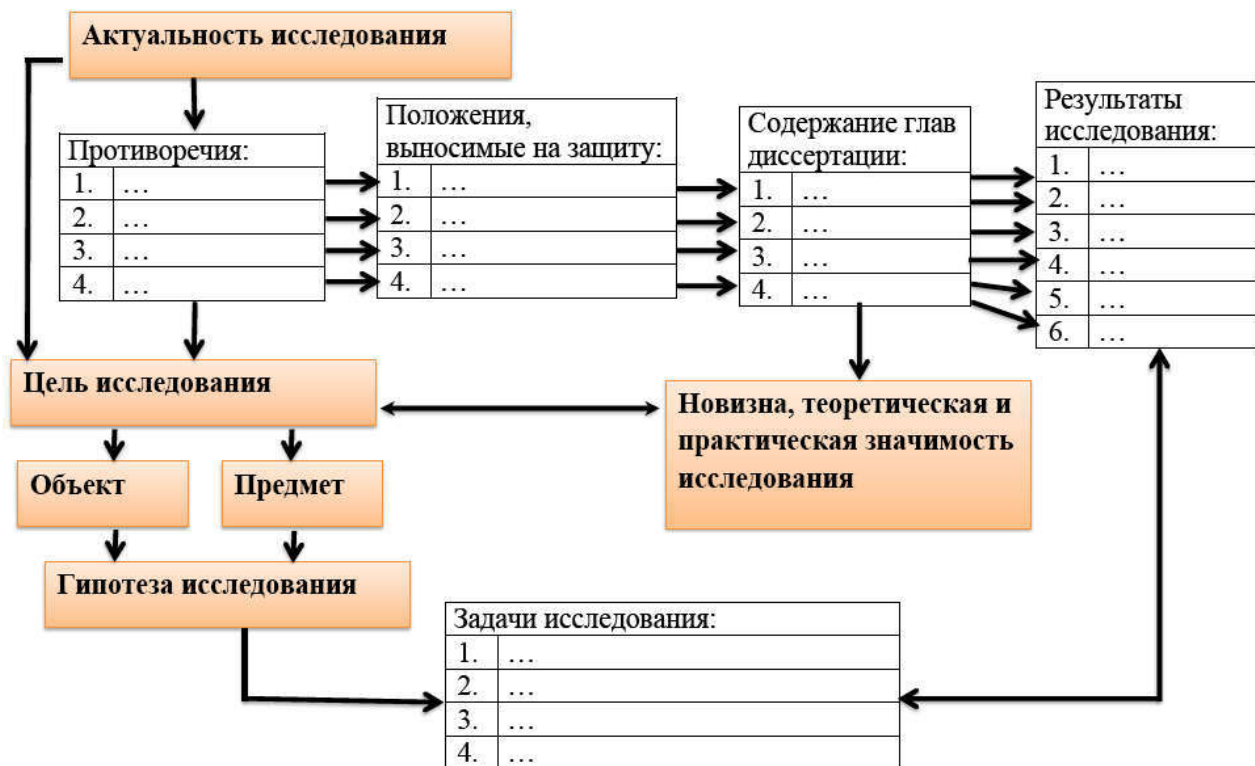 Актуальность исследования
Противоречия:
1. …
2. …
3. …
4. …
Положения,
выносимые на защиту:
1. …
2. …
3. …
4. …
Содержание глав
диссертации:
1. …
2. …
3. …
4. …
Результаты
исследования:
1. …
2. …
3. …
4. …
5. …
6. …
Цель исследования
Новизна, теоретическая и
практическая значимость
исследования
Объект
Предмет
Гипотеза исследования
Задачи исследования:
1. …
2. …
3. …
4. …